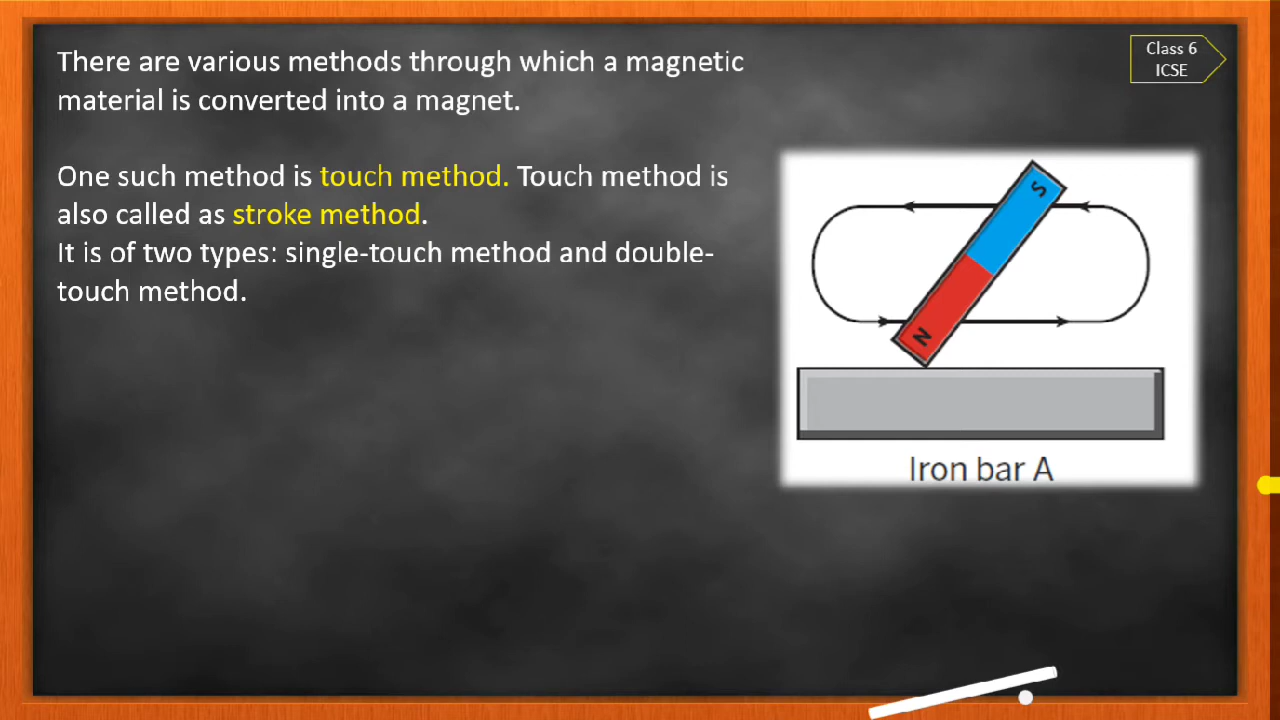 There are various methods through which a magnetic
material is converted into a magnet.
One such method is touch method. Touch method is
also called as stroke method.
It is of two types: single-touch method and double-
touch method.
Class 6
ICSE
S
N
Iron bar A